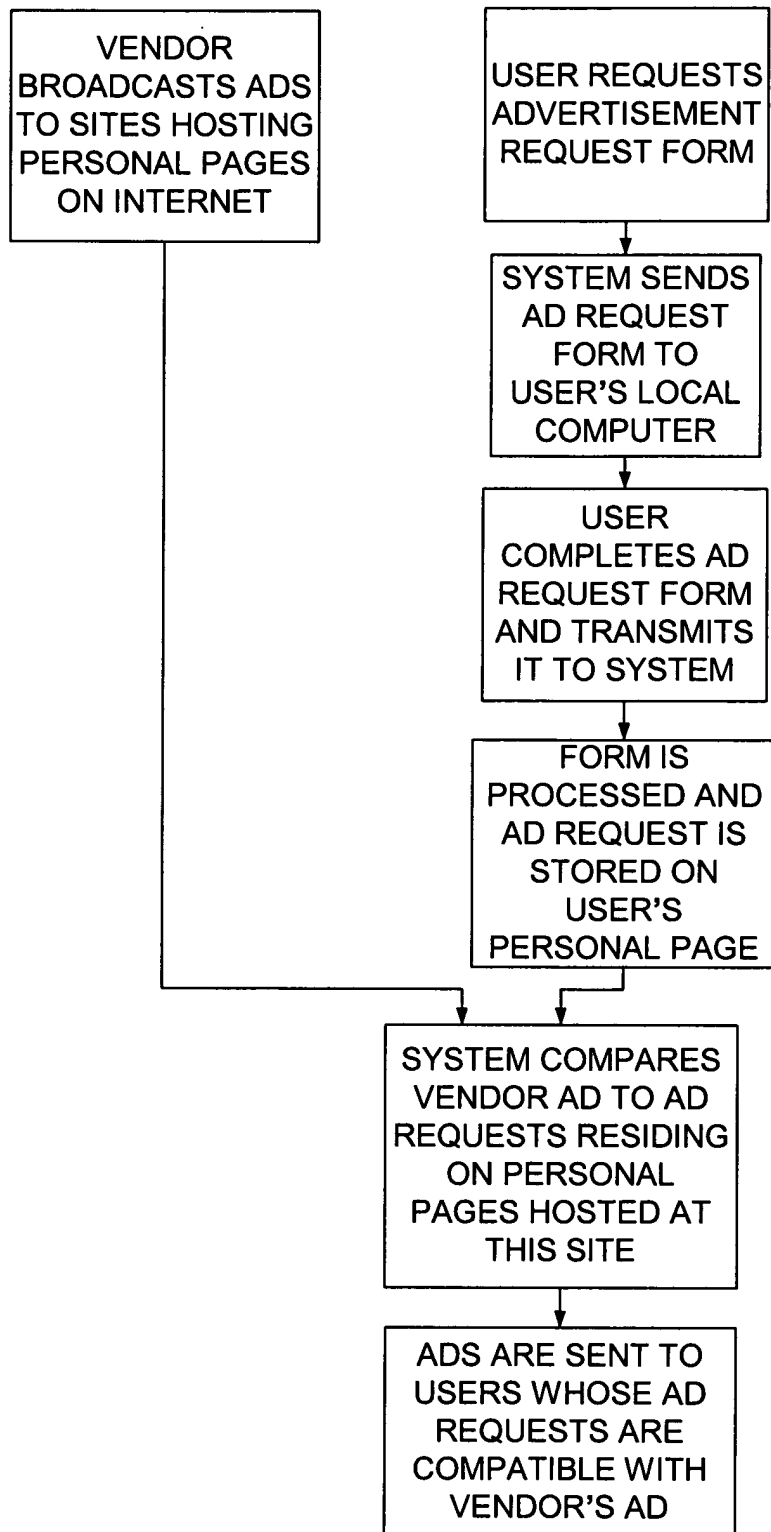 VENDOR
BROADCASTS ADS
TO SITES HOSTING
PERSONAL PAGES
ON INTERNET
USER REQUESTS
ADVERTISEMENT
REQUEST FORM
SYSTEM SENDS
AD REQUEST
FORM TO
USER'S LOCAL
COMPUTER
USER
COMPLETES AD
REQUEST FORM
AND TRANSMITS
IT TO SYSTEM
FORM IS
PROCESSED AND
AD REQUEST IS
STORED ON
USER'S
PERSONAL PAGE
SYSTEM COMPARES
VENDOR AD TO AD
REQUESTS RESIDING
ON PERSONAL
PAGES HOSTED AT
THIS SITE
ADS ARE SENT TO
USERS WHOSE AD
REQUESTS ARE
COMPATIBLE WITH
VENDOR'S AD